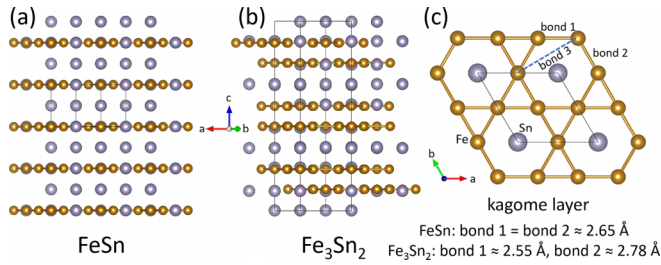 (a)
(b)
(c)
bond 1
bond 2
bond 3
c
a
b
Fe
Sn
b
a
kagome layer
FeSn
Fe₃Sn₂
FeSn: bond 1 = bond 2 ≈ 2.65 Å
Fe₃Sn₂: bond 1 ≈ 2.55 Å, bond 2 ≈ 2.78 Å